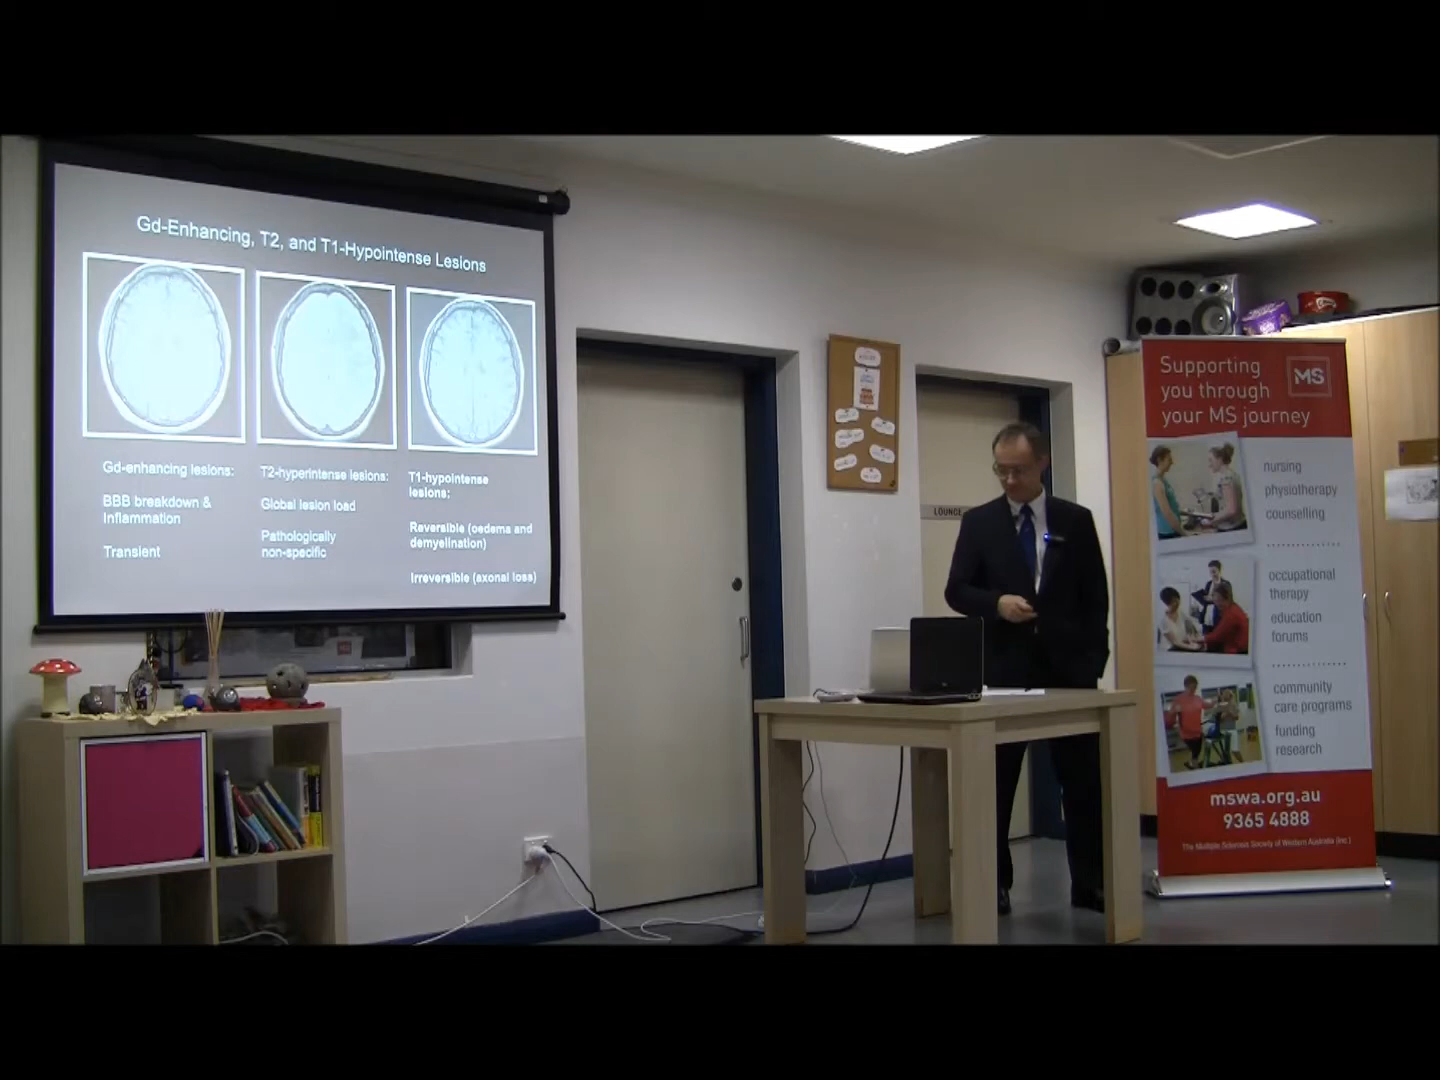 Gd-Enhancing, T2, and T1-Hypointense Lesions
Gd-enhancing lesions:
BBB breakdown &
Inflammation
Transient
T2-hyperintense lesions:
Global lesion load
Pathologically
non-specific
T1-hypointense
lesions:
Reversible (oedema and
demyelination)
Irreversible (axonal loss)
LOUNGE
Supporting
you through
your MS journey
MS
nursing
physiotherapy
counselling
occupational
therapy
education
forums
community
care programs
funding
research
mswa.org.au
9365 4888
The Multiple Sclerosis Society of Western Australia (Inc.)